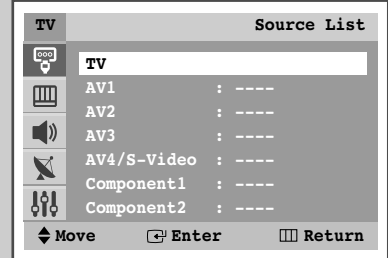 TV Source List
TV
AV1 : ----
AV2 : ----
AV3 : ----
AV4/S-Video : ----
Component1 : ----
Component2 : ----
Move Enter Return